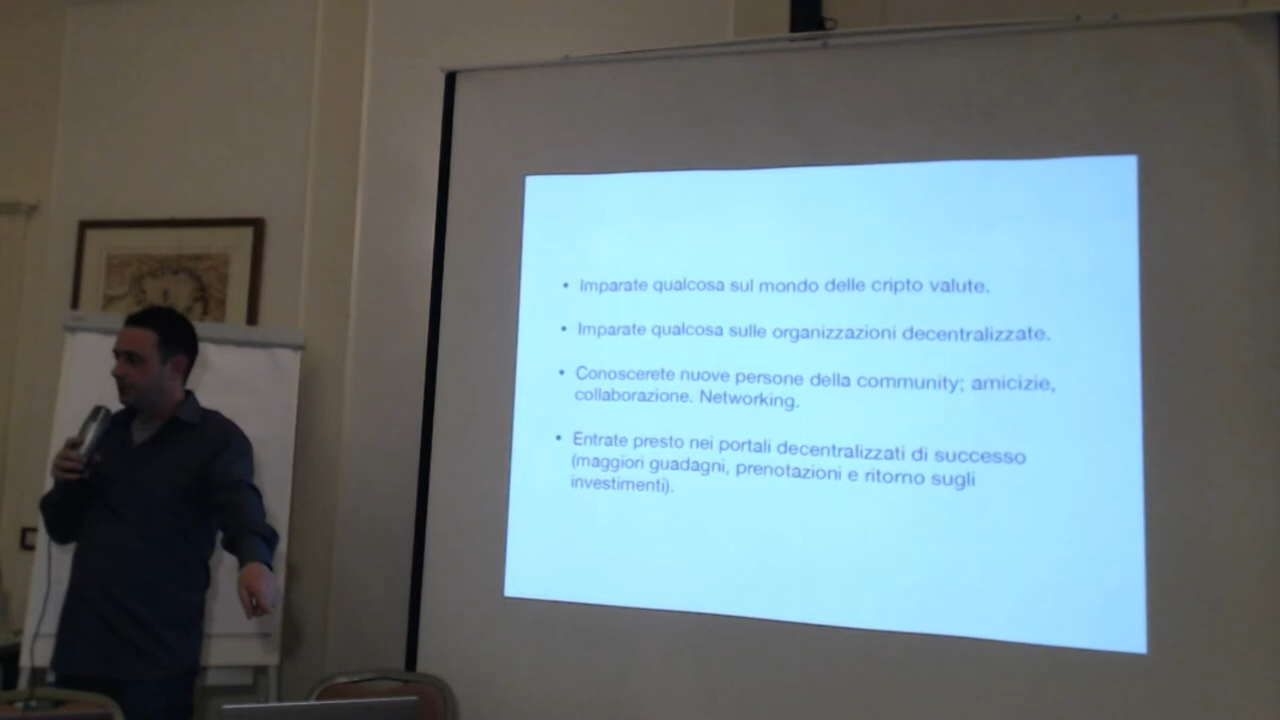 • Imparate qualcosa sul mondo delle cripto valute.
• Imparate qualcosa sulle organizzazioni decentralizzate.
• Conoscerete nuove persone della community; amicizie,
collaborazione. Networking.
• Entrate presto nei portali decentralizzati di successo
(maggiori guadagni, prenotazioni e ritorno sugli
investimenti).